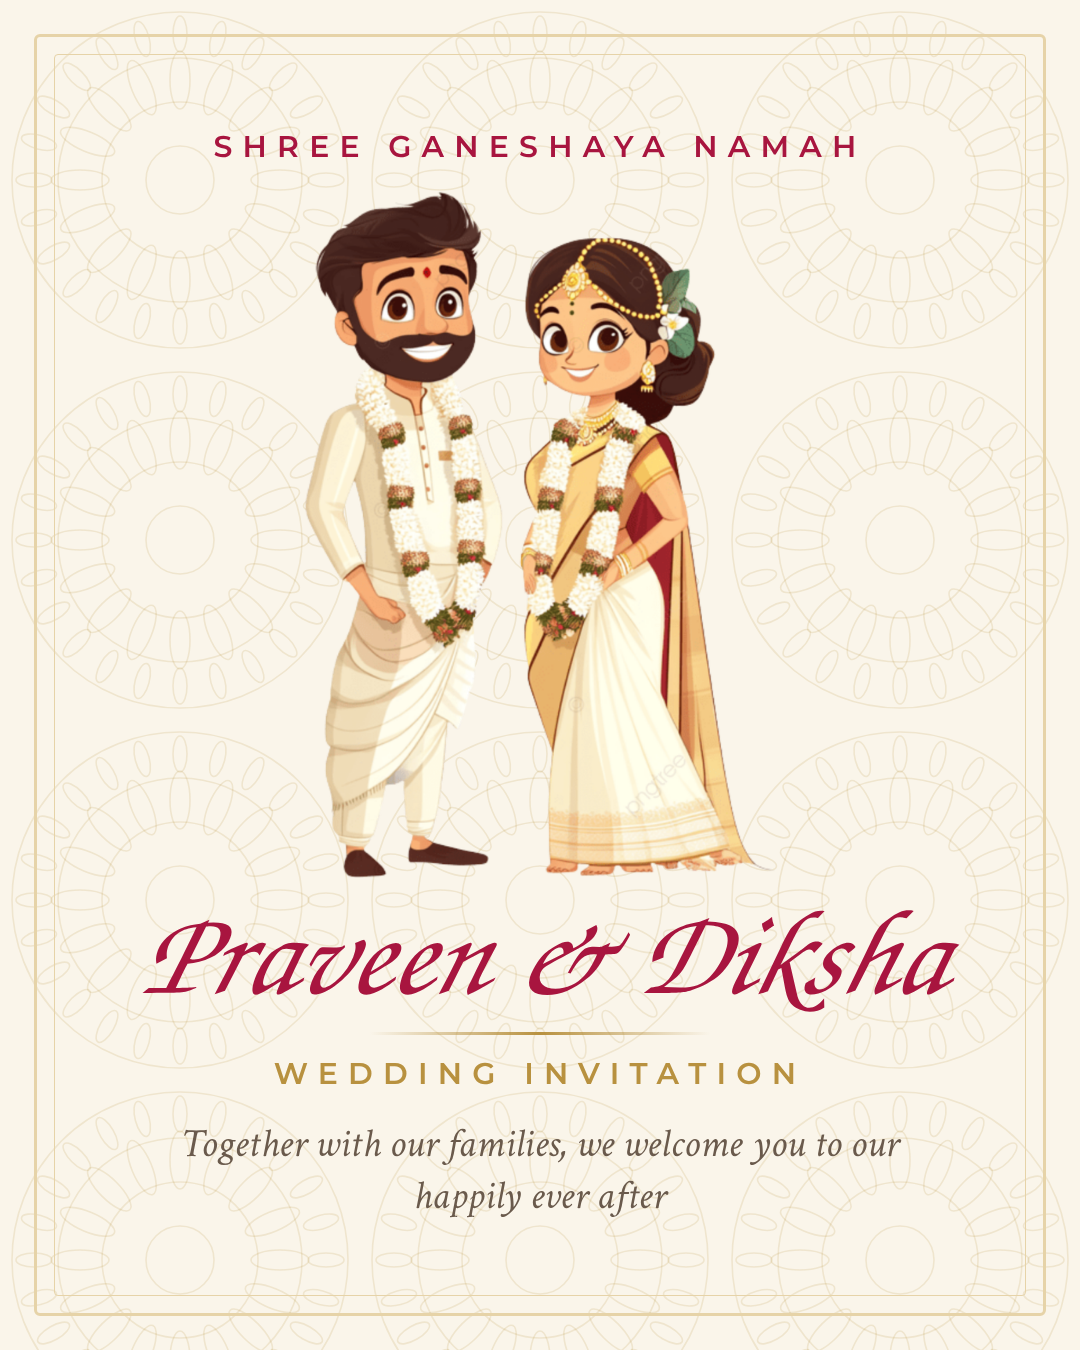 SHREE GANESHAYA NAMAH
Praveen & Diksha
WEDDING INVITATION
Together with our families, we welcome you to our
happily ever after
pngtree